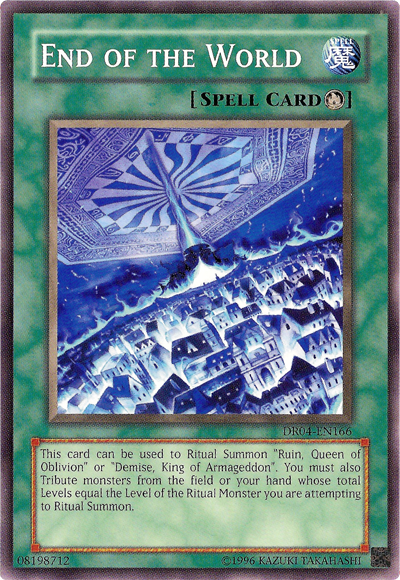 END OF THE WORLD
SPELL
魔
[SPELL CARD]
DR04-EN166
This card can be used to Ritual Summon "Ruin, Queen of
Oblivion" or "Demise, King of Armageddon". You must also
Tribute monsters from the field or your hand whose total
Levels equal the Level of the Ritual Monster you are attempting
to Ritual Summon.
08198712
©1996 KAZUKI TAKAHASHI